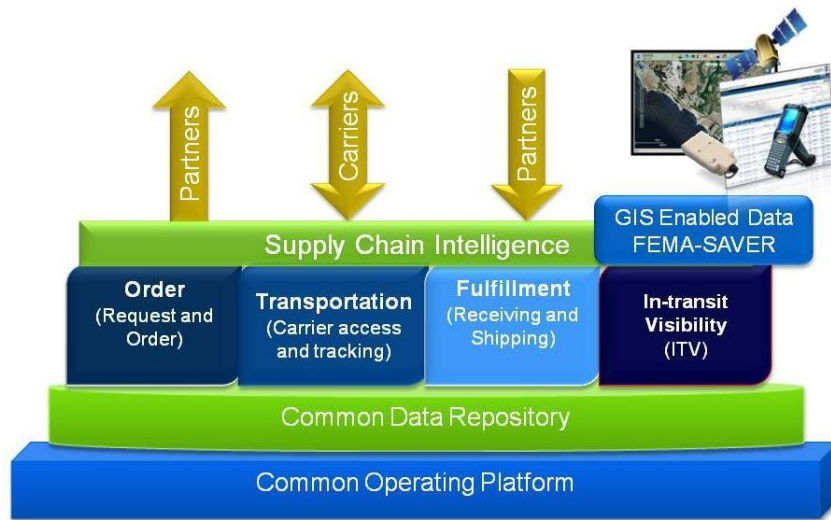 Partners
Carriers
Partners
Supply Chain Intelligence
GIS Enabled Data
FEMA-SAVER
Order
(Request and
Order)
Transportation
(Carrier access
and tracking)
Fulfillment
(Receiving and
Shipping)
In-transit
Visibility
(ITV)
Common Data Repository
Common Operating Platform